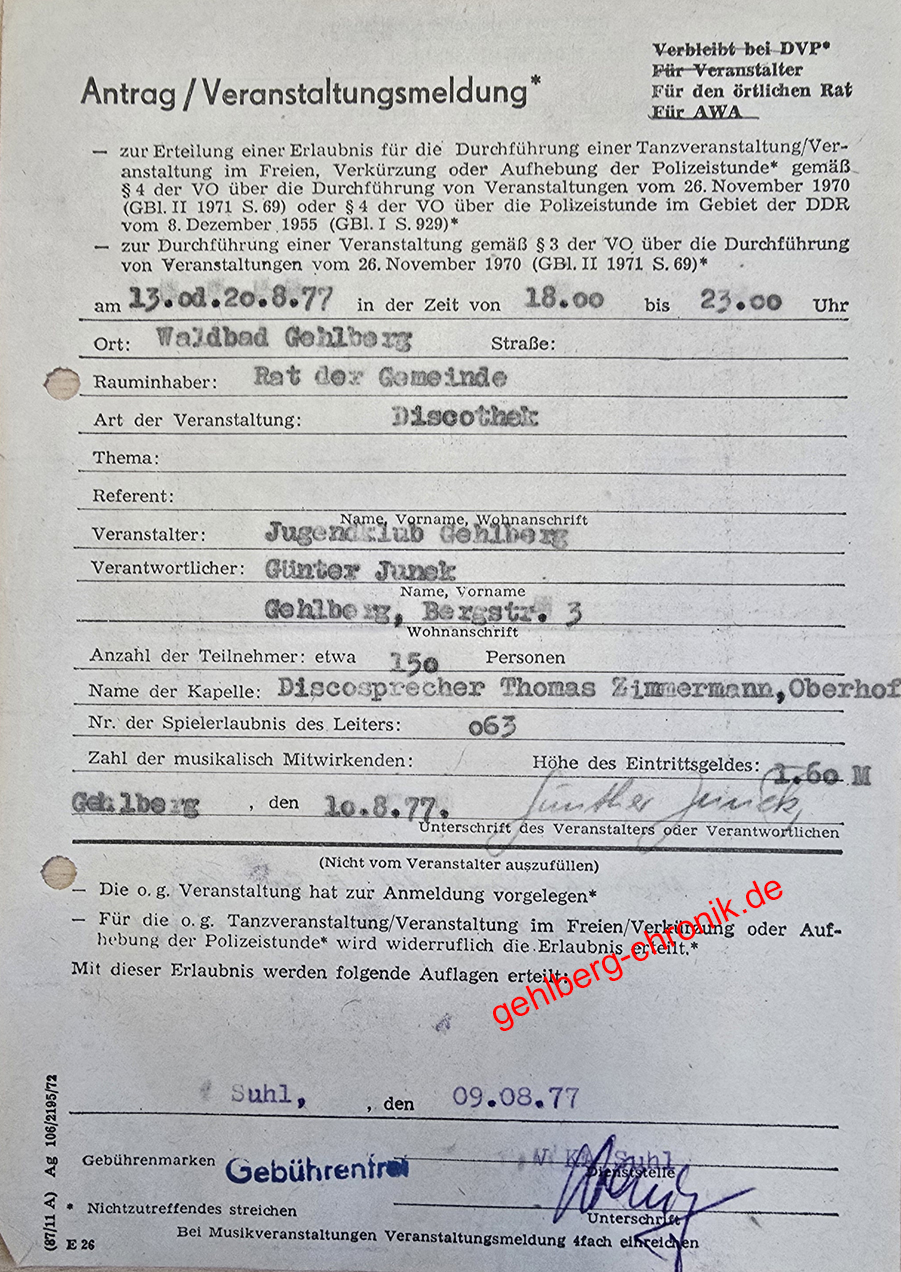 Verbleibt bei DVP*
Für Veranstalter
Für den örtlichen Rat
Für AWA
Antrag/Veranstaltungsmeldung*
— zur Erteilung einer Erlaubnis für die Durchführung einer Tanzveranstaltung/Ver-
anstaltung im Freien, Verkürzung oder Aufhebung der Polizeistunde* gemäß
§ 4 der VO über die Durchführung von Veranstaltungen vom 26. November 1970
(GBl. II 1971 S. 69) oder § 4 der VO über die Polizeistunde im Gebiet der DDR
vom 8. Dezember 1955 (GBl. I S. 929)*
— zur Durchführung einer Veranstaltung gemäß § 3 der VO über die Durchführung
von Veranstaltungen vom 26. November 1970 (GBl. II 1971 S. 69)*
am 13.od.20.8.77 in der Zeit von 18.00 bis 23.00 Uhr
Ort: Waldbad Gehlberg Straße:
Rauminhaber: Rat der Gemeinde
Art der Veranstaltung: Discothek
Thema:
Referent:
Name, Vorname, Wohnanschrift
Veranstalter: Jugendklub Gehlberg
Verantwortlicher: Günter Junek
Name, Vorname
Gehlberg, Bergstr. 3
Wohnanschrift
Anzahl der Teilnehmer: etwa 150 Personen
Name der Kapelle: Discosprecher Thomas Zimmermann,Oberhof
Nr. der Spielerlaubnis des Leiters: 063
Zahl der musikalisch Mitwirkenden: Höhe des Eintrittsgeldes: 1.60 M
Gehlberg , den 10.8.77. Günther Junek
Unterschrift des Veranstalters oder Verantwortlichen
(Nicht vom Veranstalter auszufüllen)
— Die o. g. Veranstaltung hat zur Anmeldung vorgelegen*
— Für die o. g. Tanzveranstaltung/Veranstaltung im Freien/Verkürzung oder Auf-
hebung der Polizeistunde* wird widerruflich die Erlaubnis erteilt.*
Mit dieser Erlaubnis werden folgende Auflagen erteilt:
gehlberg-chronik.de
Suhl, , den 09.08.77
Gebührenmarken Gebührenfrei Suhl
Dienststelle
* Nichtzutreffendes streichen
Unterschrift
Bei Musikveranstaltungen Veranstaltungsmeldung 4fach einreichen
E 26
(87/11 A) Ag 106/2195/72